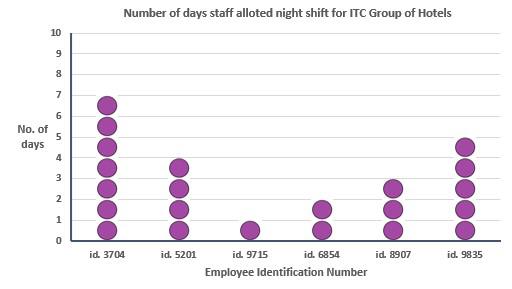 Number of days staff alloted night shift for ITC Group of Hotels
10
9
8
7
6
5
4
3
2
1
0
No. of
days
id. 3704 id. 5201 id. 9715 id. 6854 id. 8907 id. 9835
Employee Identification Number